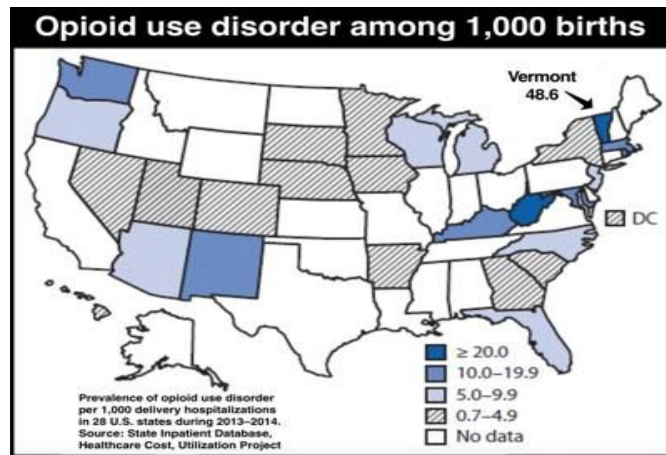 Opioid use disorder among 1,000 births
Vermont
48.6
DC
≥ 20.0
10.0–19.9
5.0–9.9
0.7–4.9
No data
Prevalence of opioid use disorder
per 1,000 delivery hospitalizations
in 28 U.S. states during 2013–2014.
Source: State Inpatient Database,
Healthcare Cost, Utilization Project